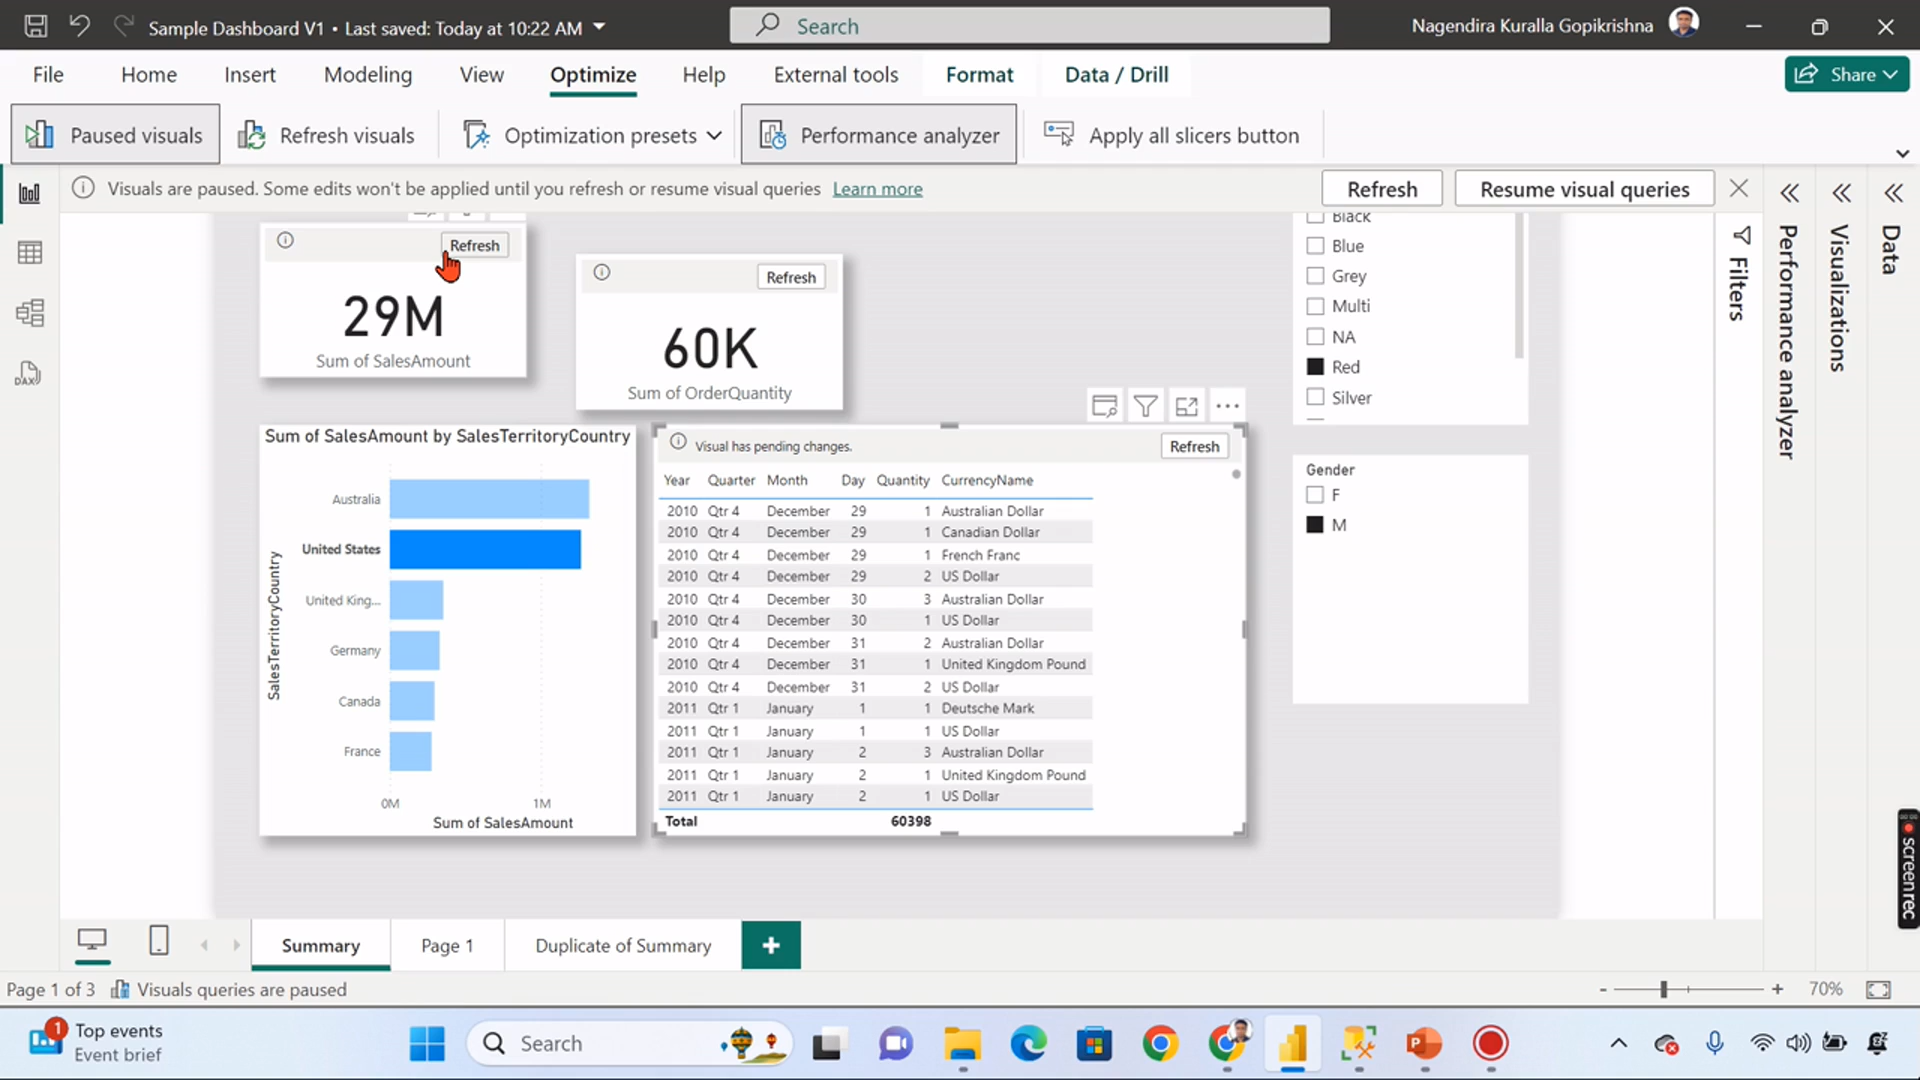 Sample Dashboard V1 • Last saved: Today at 10:22 AM
Search
Nagendira Kuralla Gopikrishna
File Home Insert Modeling View Optimize Help External tools Format Data / Drill
Share
Paused visuals Refresh visuals Optimization presets Performance analyzer Apply all slicers button
Visuals are paused. Some edits won't be applied until you refresh or resume visual queries Learn more
Refresh
Resume visual queries
Refresh
29M
Sum of SalesAmount
Refresh
60K
Sum of OrderQuantity
Black
Blue
Grey
Multi
NA
Red
Silver
Gender
F
M
Sum of SalesAmount by SalesTerritoryCountry
SalesTerritoryCountry
Australia
United States
United King...
Germany
Canada
France
0M 1M
Sum of SalesAmount
Visual has pending changes.
Refresh
Year Quarter Month Day Quantity CurrencyName
2010 Qtr 4 December 29 1 Australian Dollar
2010 Qtr 4 December 29 1 Canadian Dollar
2010 Qtr 4 December 29 1 French Franc
2010 Qtr 4 December 29 2 US Dollar
2010 Qtr 4 December 30 3 Australian Dollar
2010 Qtr 4 December 30 1 US Dollar
2010 Qtr 4 December 31 2 Australian Dollar
2010 Qtr 4 December 31 1 United Kingdom Pound
2010 Qtr 4 December 31 2 US Dollar
2011 Qtr 1 January 1 1 Deutsche Mark
2011 Qtr 1 January 1 1 US Dollar
2011 Qtr 1 January 2 3 Australian Dollar
2011 Qtr 1 January 2 1 United Kingdom Pound
2011 Qtr 1 January 2 1 US Dollar
Total 60398
Filters
Performance analyzer
Visualizations
Data
DAX
screenrec
Summary Page 1 Duplicate of Summary +
Page 1 of 3 Visuals queries are paused
- + 70%
1
Top events
Event brief
Search